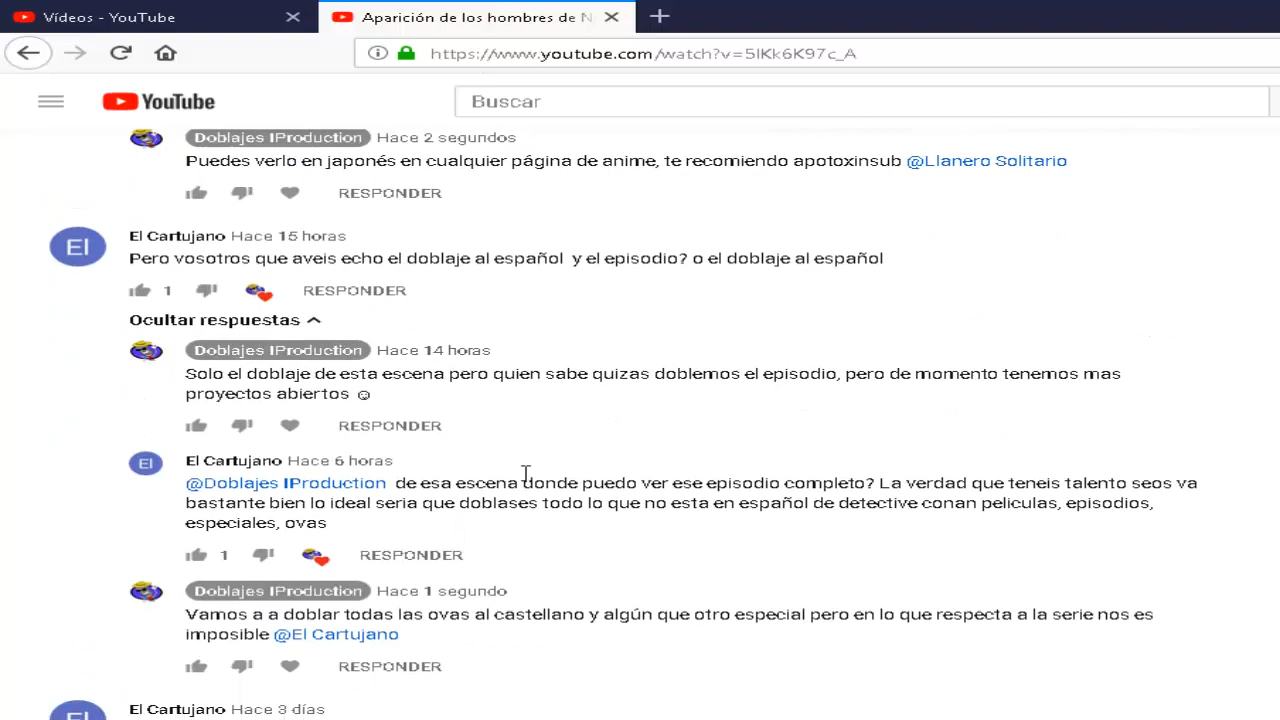 Vídeos - YouTube
Aparición de los hombres de N
https://www.youtube.com/watch?v=5lKk6K97c_A
YouTube
Buscar
Doblajes IProduction Hace 2 segundos
Puedes verlo en japonés en cualquier página de anime, te recomiendo apotoxinsub @Llanero Solitario
RESPONDER
El
El Cartujano Hace 15 horas
Pero vosotros que aveis echo el doblaje al español y el episodio? o el doblaje al español
1 RESPONDER
Ocultar respuestas
Doblajes IProduction Hace 14 horas
Solo el doblaje de esta escena pero quien sabe quizas doblemos el episodio, pero de momento tenemos mas
proyectos abiertos ☺
RESPONDER
El
El Cartujano Hace 6 horas
@Doblajes IProduction de esa escena donde puedo ver ese episodio completo? La verdad que teneis talento seos va
bastante bien lo ideal seria que doblases todo lo que no esta en español de detective conan peliculas, episodios,
especiales, ovas
1 RESPONDER
Doblajes IProduction Hace 1 segundo
Vamos a a doblar todas las ovas al castellano y algún que otro especial pero en lo que respecta a la serie nos es
imposible @El Cartujano
RESPONDER
El
El Cartujano Hace 3 días